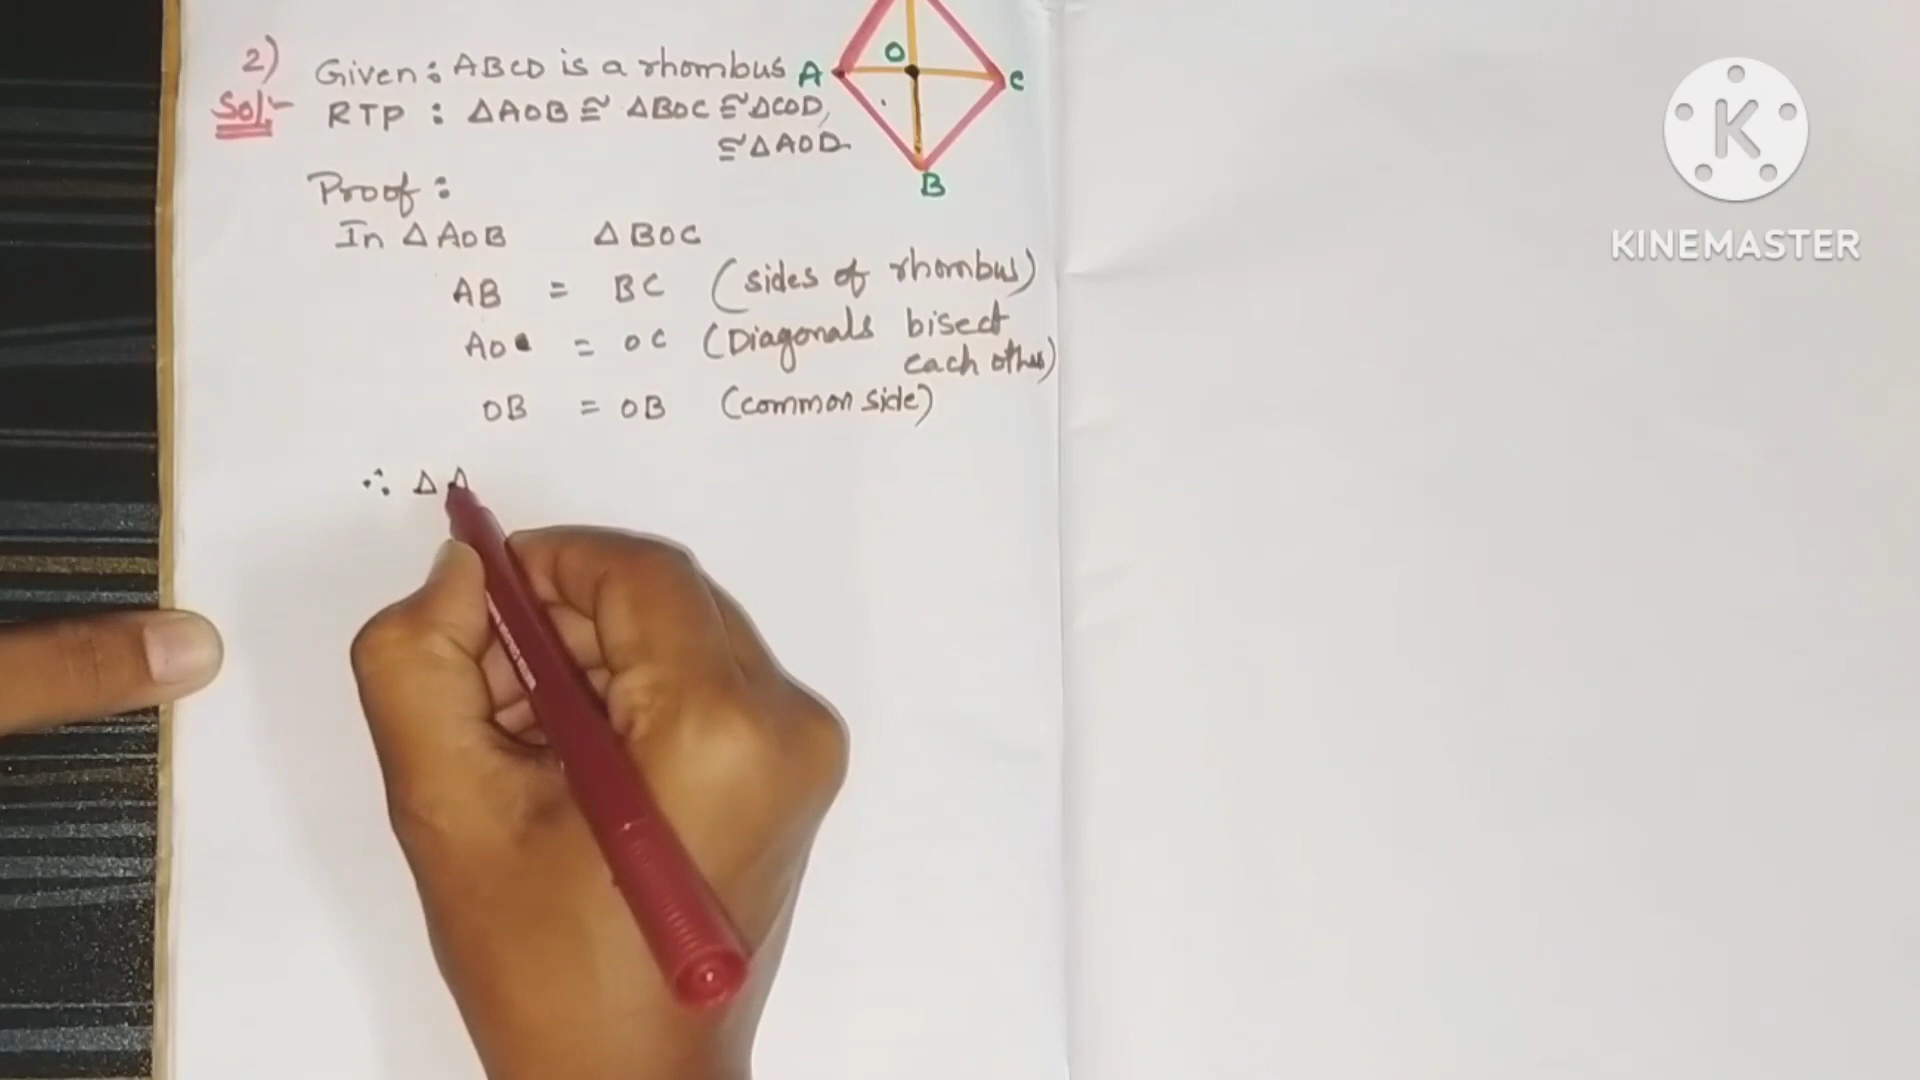 2) Given : ABCD is a rhombus
Sol:-
RTP : ΔAOB ≅ ΔBOC ≅ ΔCOD,
≅ ΔAOD.
A
O
C
B
Proof :
In ΔAOB ΔBOC
AB = BC (sides of rhombus)
AO = OC (Diagonals bisect
each other)
OB = OB (common side)
∴ ΔA
K
KINEMASTER